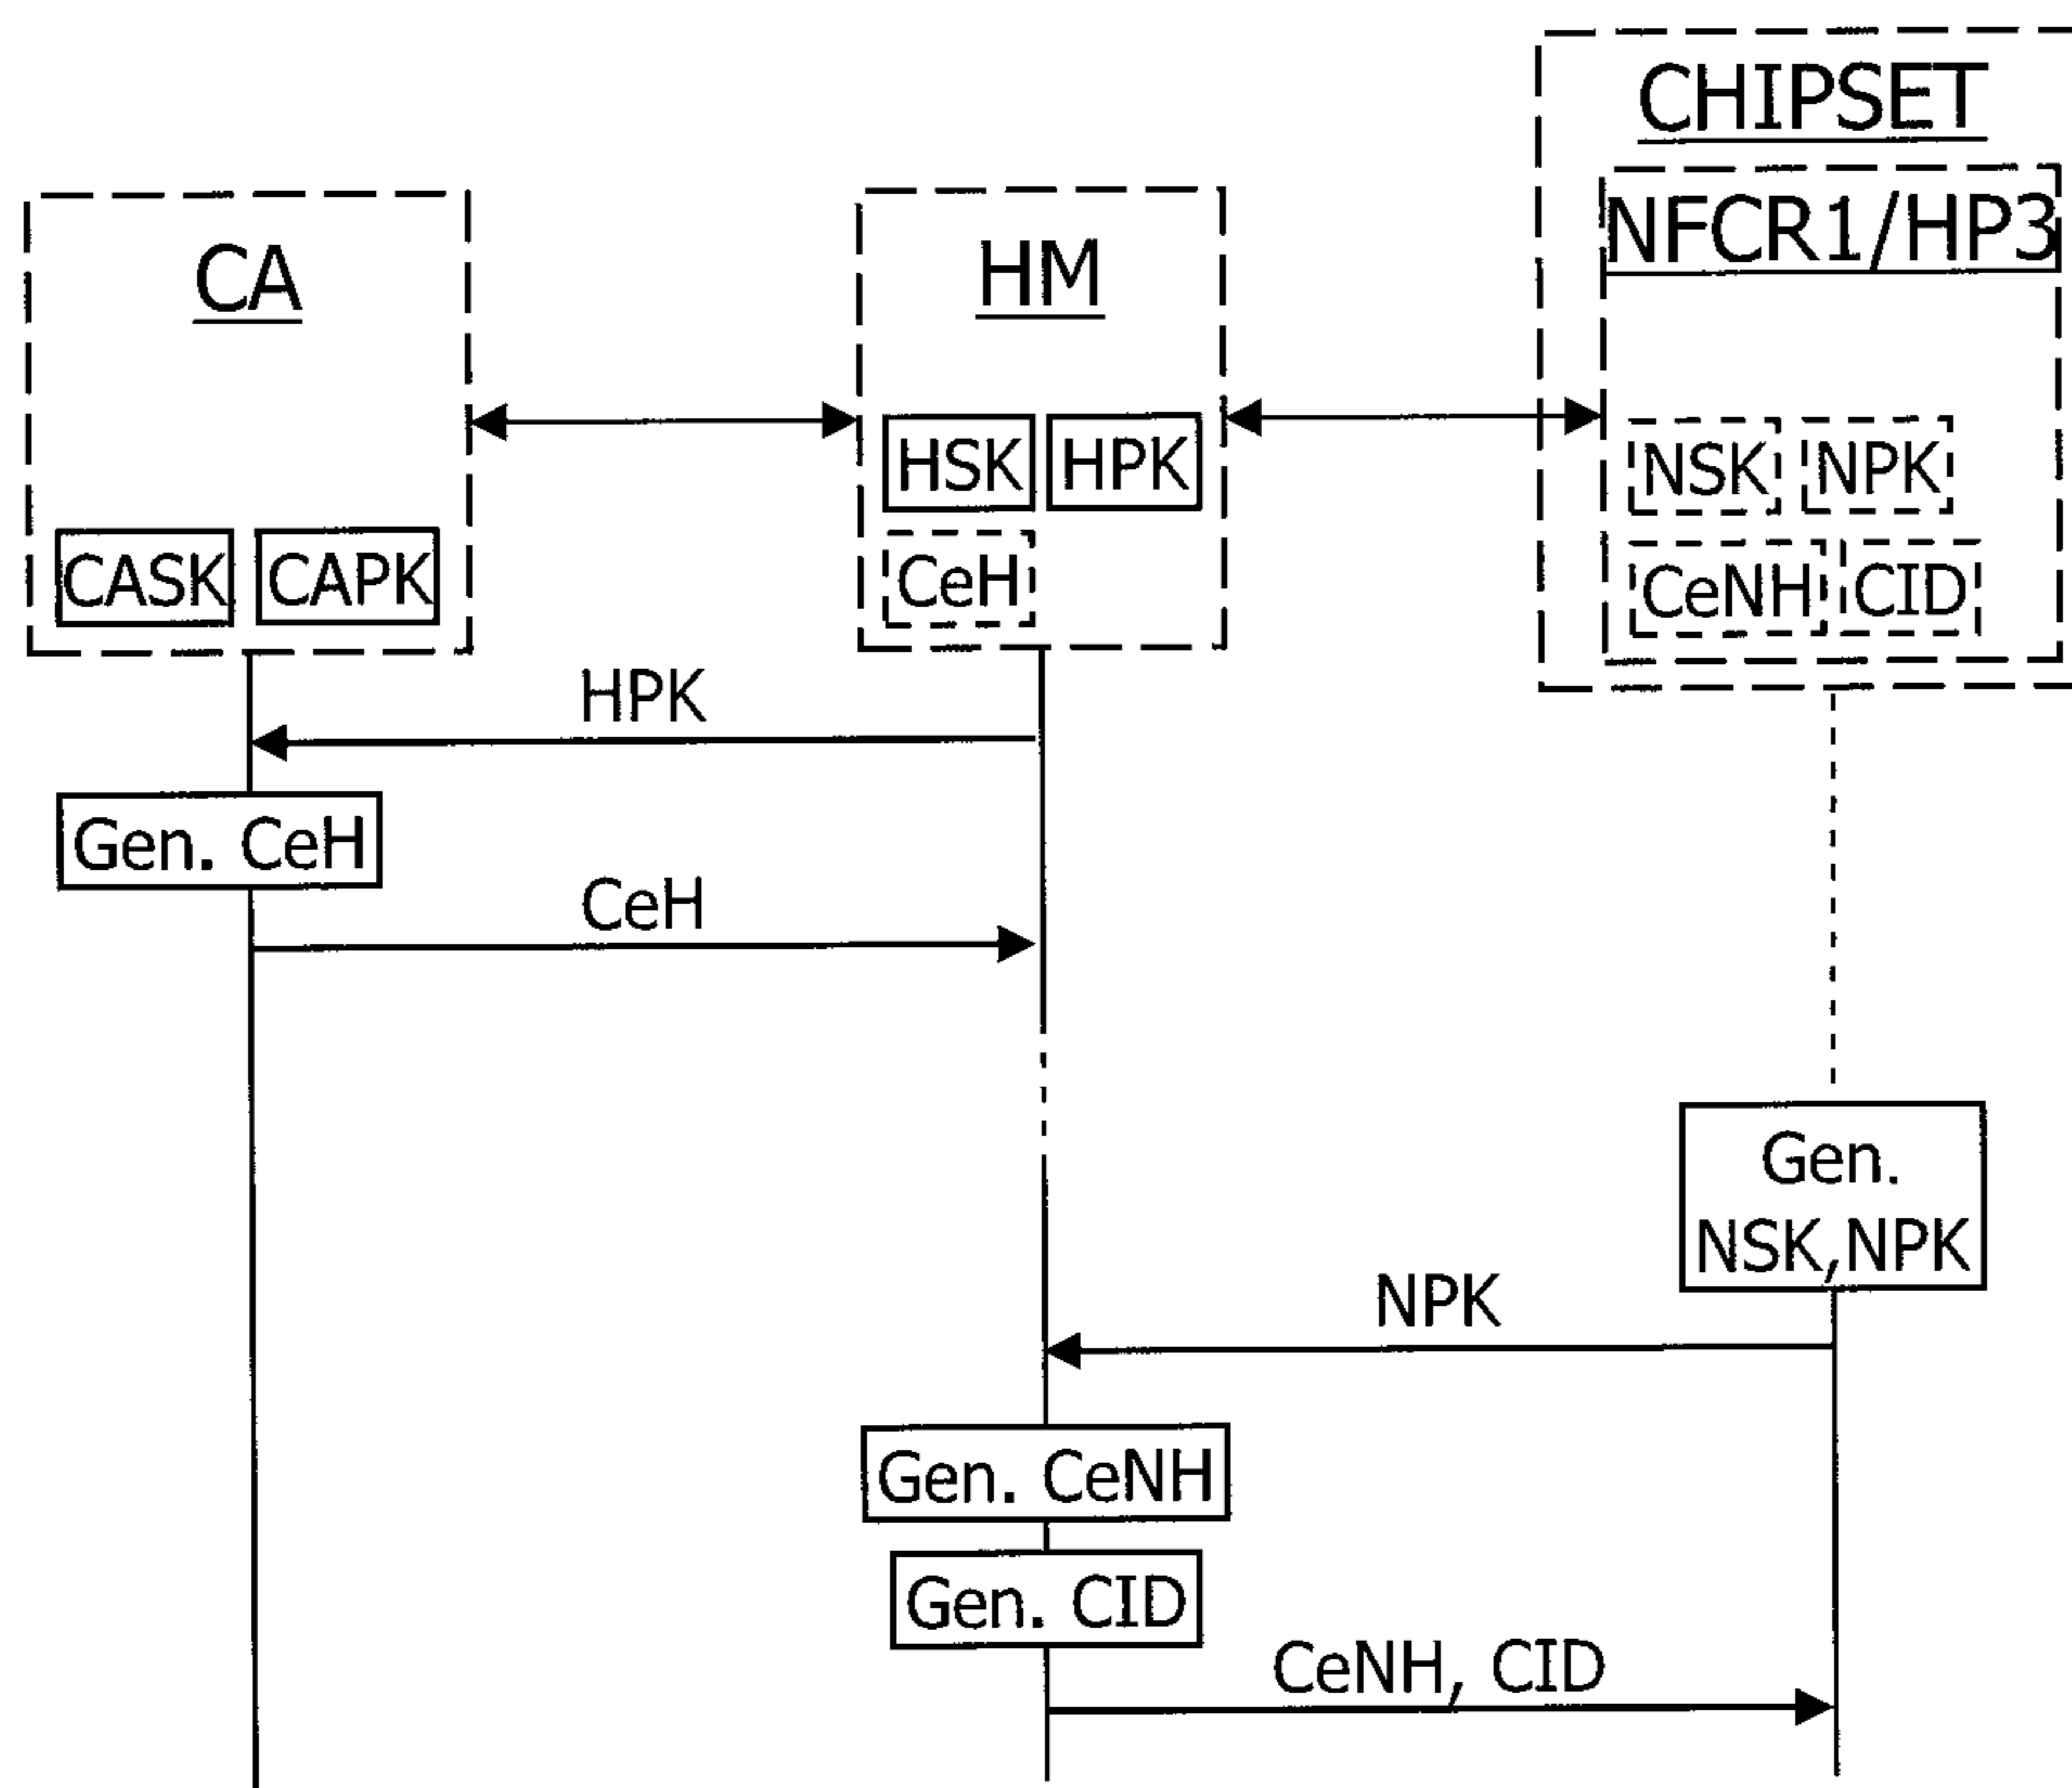 CHIPSET
NFCR1/HP3
CA
HM
HSK
HPK
NSK
NPK
CASK
CAPK
CeH
CeNH
CID
HPK
Gen. CeH
CeH
Gen.
NSK,NPK
NPK
Gen. CeNH
Gen. CID
CeNH, CID